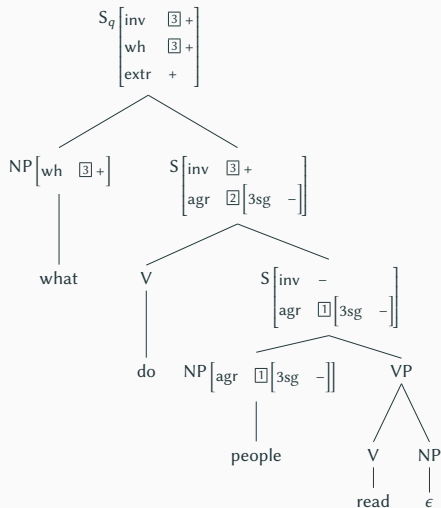 S_q [inv 3 +
wh 3 +
extr +]
NP [wh 3 +] S [inv 3 +
agr 2 [3sg –]]
what V S [inv –
agr 1 [3sg –]]
do NP [agr 1 [3sg –]] VP
people V NP
read ϵ